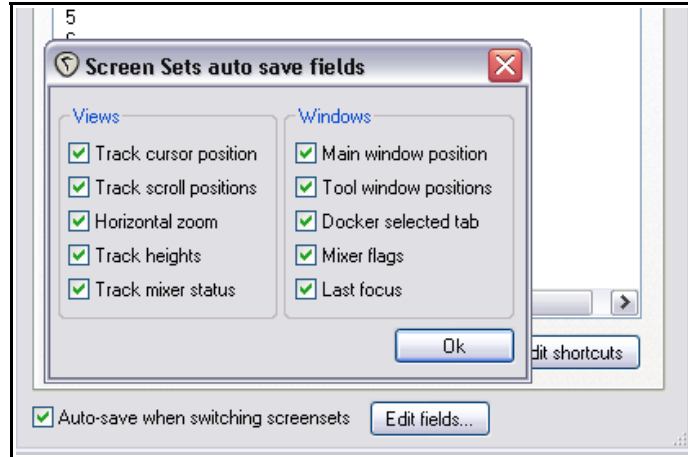 5
Screen Sets auto save fields
Views
Windows
Track cursor position
Main window position
Track scroll positions
Tool window positions
Horizontal zoom
Docker selected tab
Track heights
Mixer flags
Track mixer status
Last focus
Ok
dit shortcuts
Auto-save when switching screensets
Edit fields...